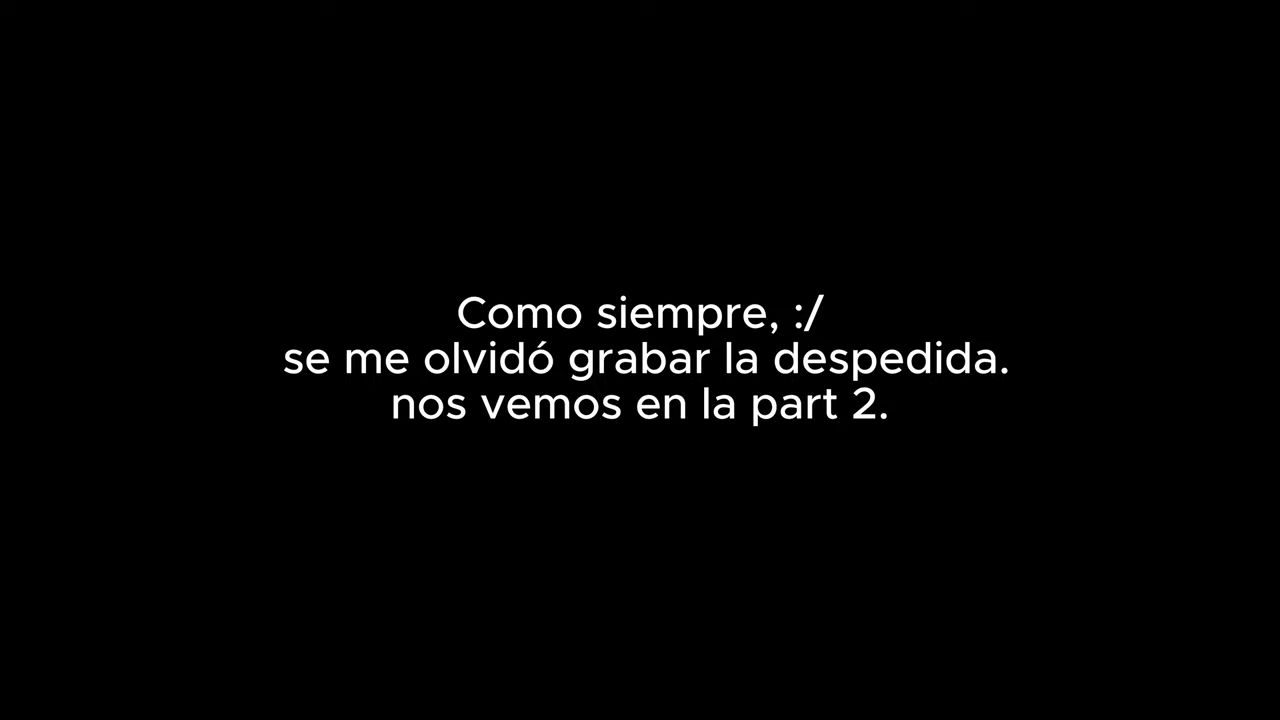 Como siempre, :/
se me olvidó grabar la despedida.
nos vemos en la part 2.